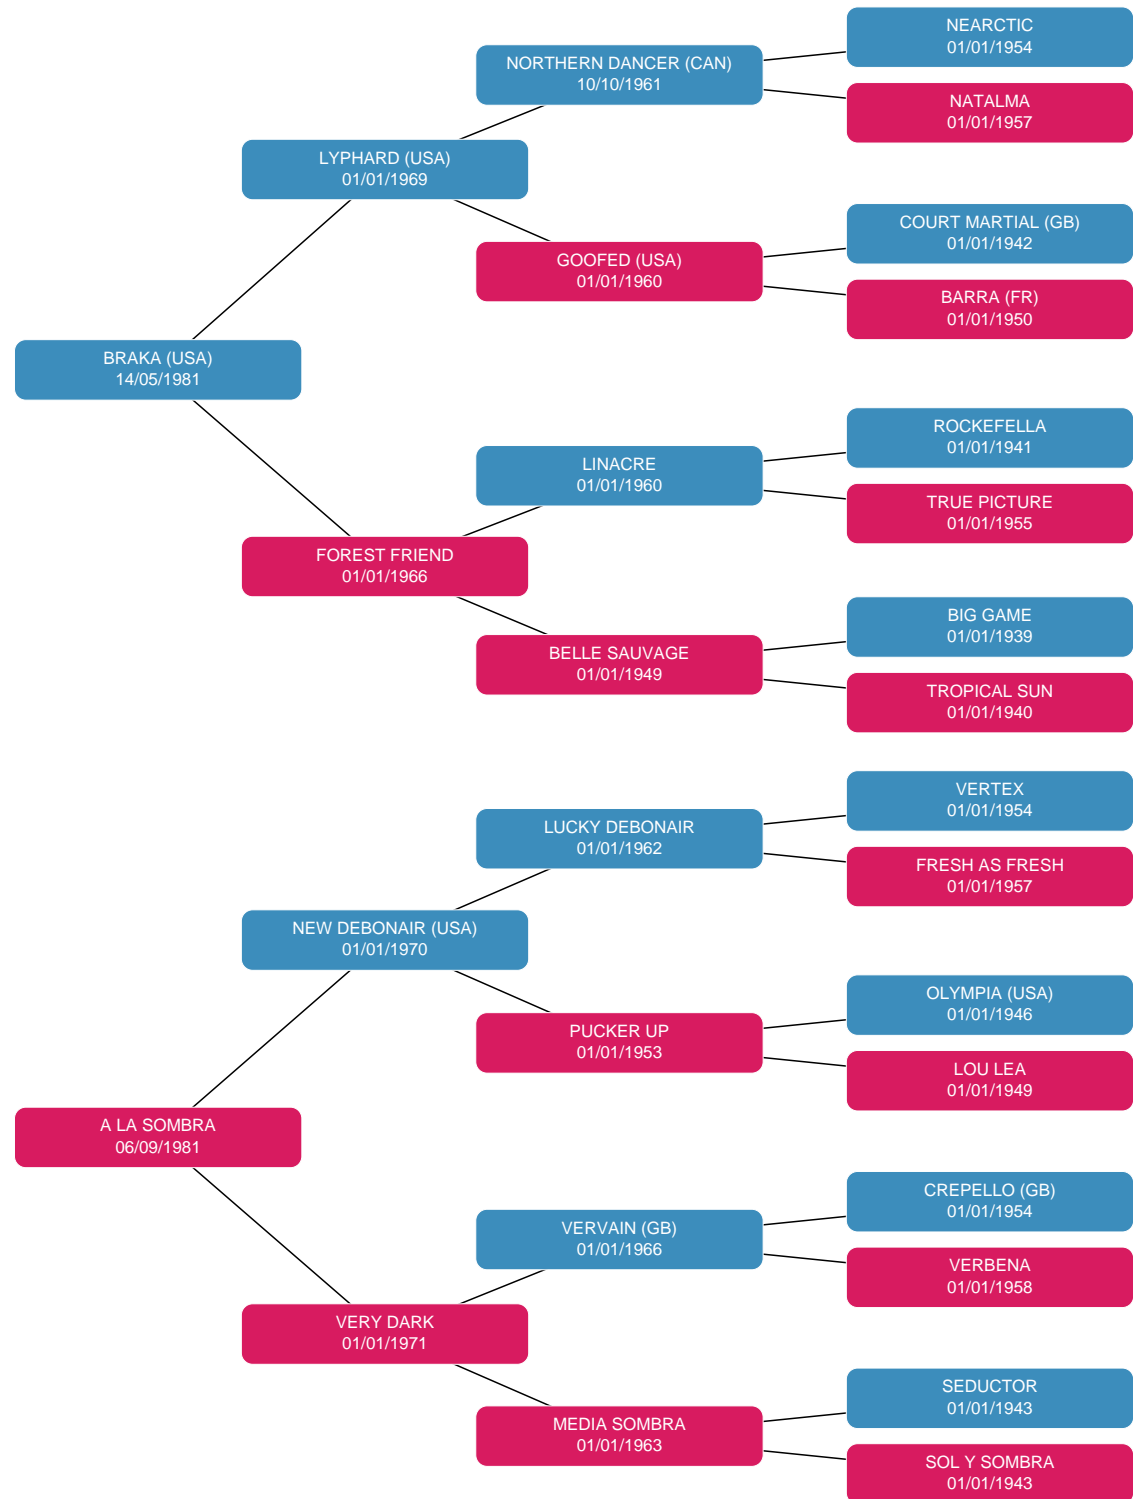 NEARCTIC
01/01/1954
NORTHERN DANCER (CAN)
10/10/1961
NATALMA
01/01/1957
LYPHARD (USA)
01/01/1969
COURT MARTIAL (GB)
01/01/1942
GOOFED (USA)
01/01/1960
BARRA (FR)
01/01/1950
BRAKA (USA)
14/05/1981
ROCKEFELLA
01/01/1941
LINACRE
01/01/1960
TRUE PICTURE
01/01/1955
FOREST FRIEND
01/01/1966
BIG GAME
01/01/1939
BELLE SAUVAGE
01/01/1949
TROPICAL SUN
01/01/1940
VERTEX
01/01/1954
LUCKY DEBONAIR
01/01/1962
FRESH AS FRESH
01/01/1957
NEW DEBONAIR (USA)
01/01/1970
OLYMPIA (USA)
01/01/1946
PUCKER UP
01/01/1953
LOU LEA
01/01/1949
A LA SOMBRA
06/09/1981
CREPELLO (GB)
01/01/1954
VERVAIN (GB)
01/01/1966
VERBENA
01/01/1958
VERY DARK
01/01/1971
SEDUCTOR
01/01/1943
MEDIA SOMBRA
01/01/1963
SOL Y SOMBRA
01/01/1943